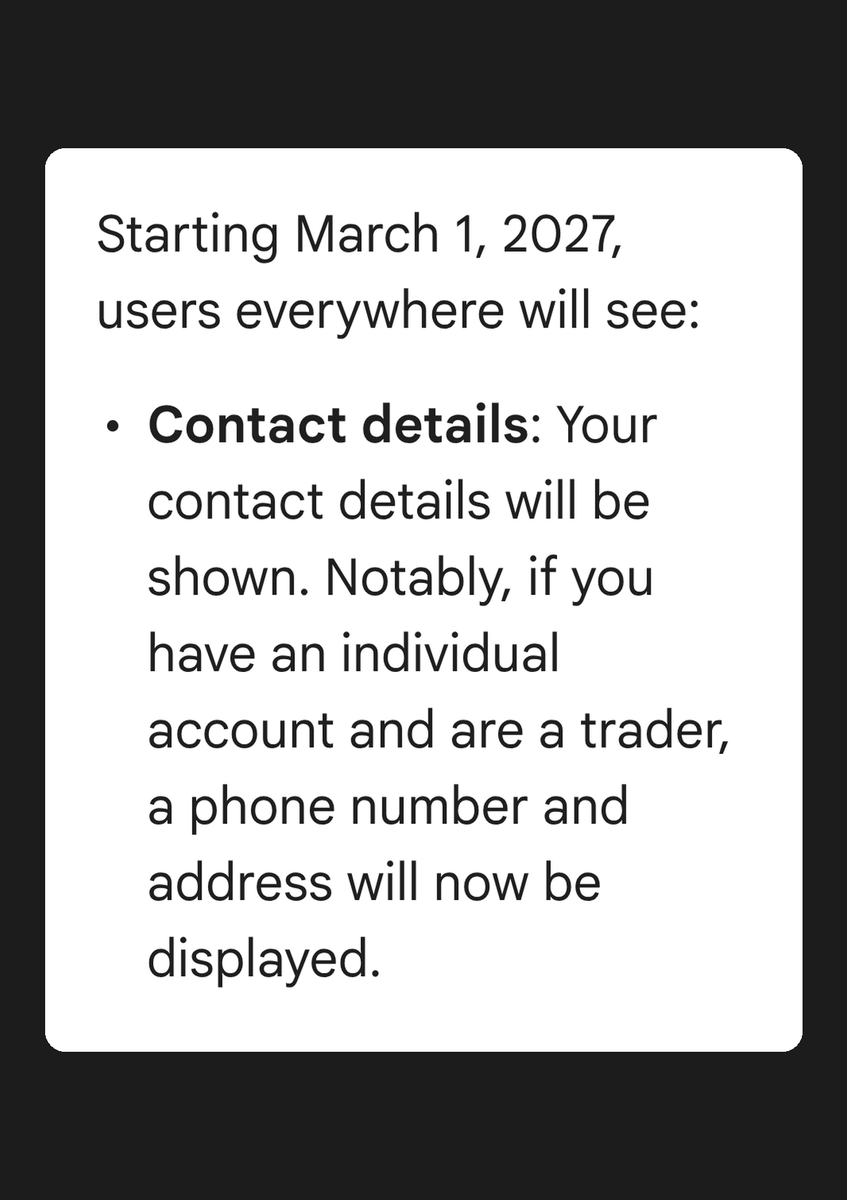 Starting March 1, 2027,
users everywhere will see:
• Contact details: Your
contact details will be
shown. Notably, if you
have an individual
account and are a trader,
a phone number and
address will now be
displayed.